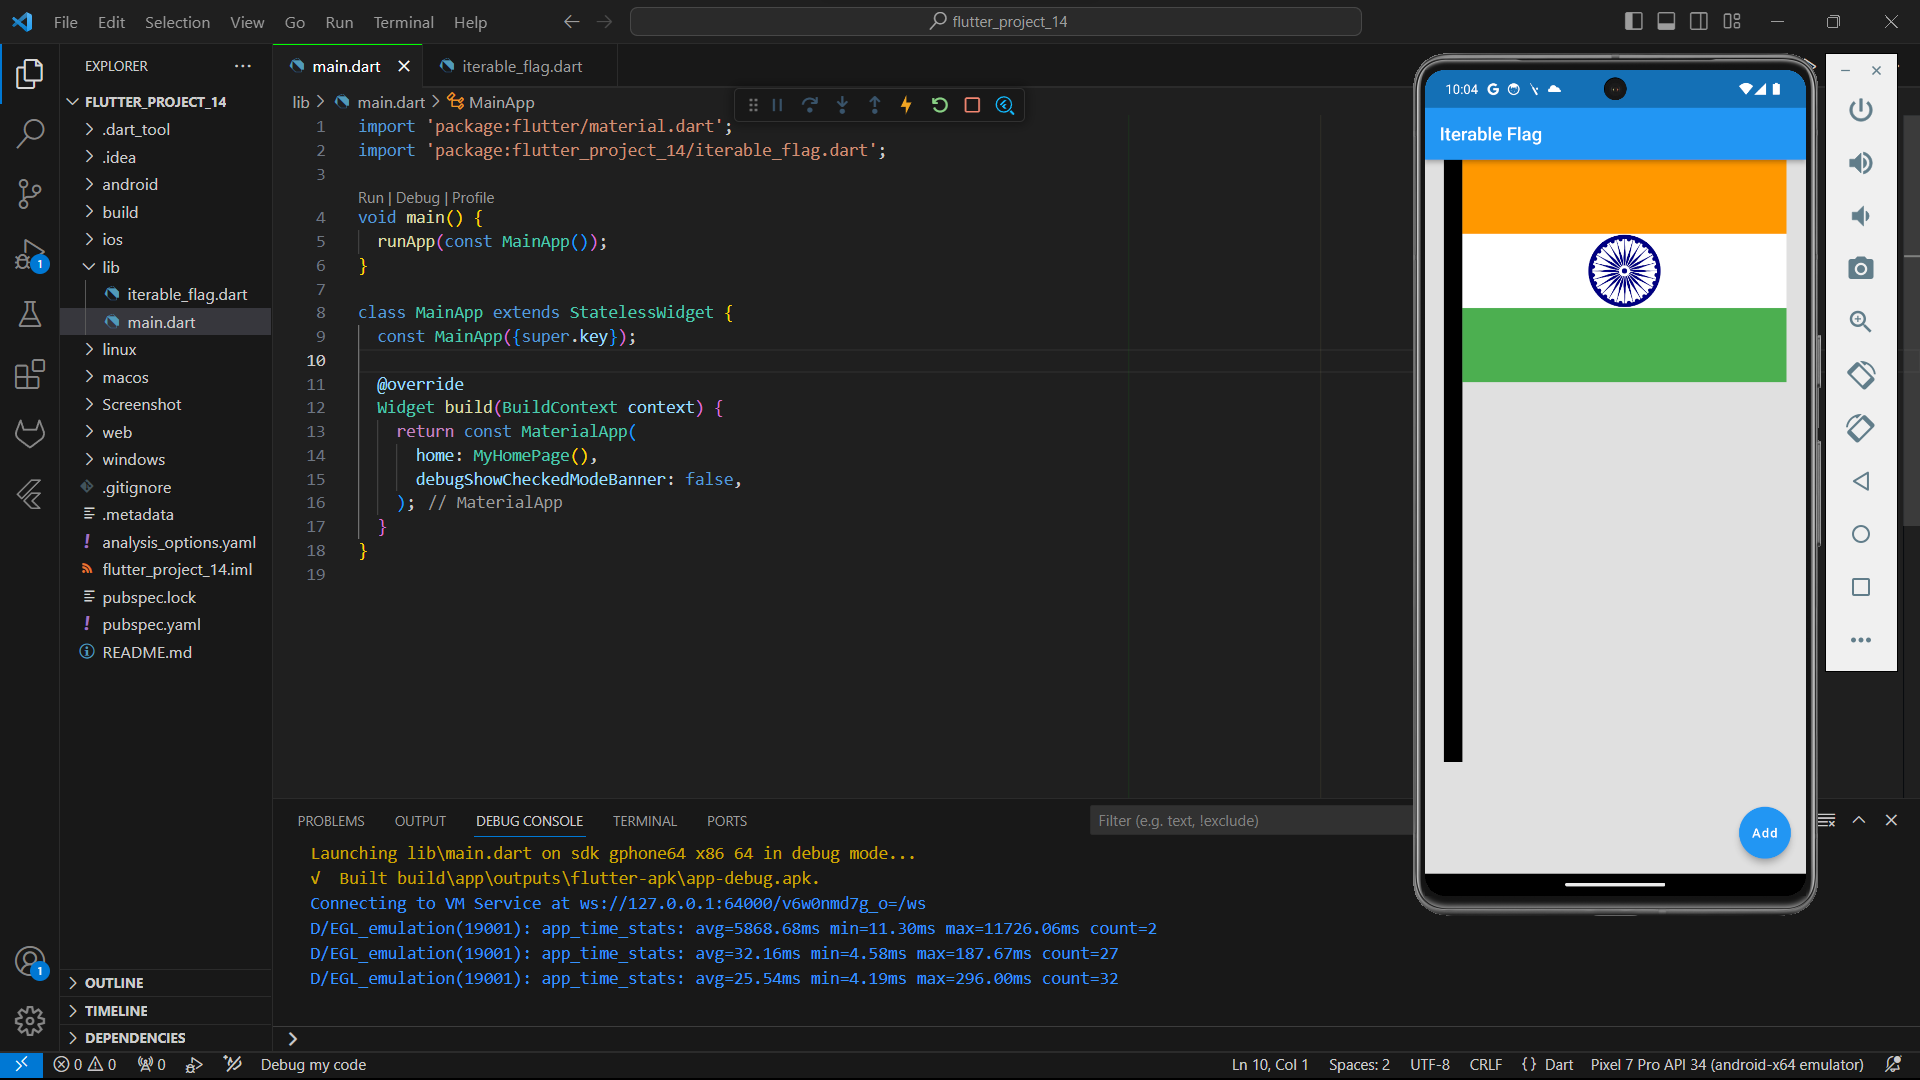 File Edit Selection View Go Run Terminal Help
flutter_project_14
EXPLORER
FLUTTER_PROJECT_14
.dart_tool
.idea
android
build
ios
lib
iterable_flag.dart
main.dart
linux
macos
Screenshot
web
windows
.gitignore
.metadata
analysis_options.yaml
flutter_project_14.iml
pubspec.lock
pubspec.yaml
README.md
OUTLINE
TIMELINE
DEPENDENCIES
1
1
main.dart
iterable_flag.dart
lib > main.dart > MainApp
1 import 'package:flutter/material.dart';
2 import 'package:flutter_project_14/iterable_flag.dart';
3
Run | Debug | Profile
4 void main() {
5 runApp(const MainApp());
6 }
7
8 class MainApp extends StatelessWidget {
9 const MainApp({super.key});
10
11 @override
12 Widget build(BuildContext context) {
13 return const MaterialApp(
14 home: MyHomePage(),
15 debugShowCheckedModeBanner: false,
16 ); // MaterialApp
17 }
18 }
19
PROBLEMS OUTPUT DEBUG CONSOLE TERMINAL PORTS
Filter (e.g. text, !exclude)
Launching lib\main.dart on sdk gphone64 x86 64 in debug mode...
√ Built build\app\outputs\flutter-apk\app-debug.apk.
Connecting to VM Service at ws://127.0.0.1:64000/v6w0nmd7g_o=/ws
D/EGL_emulation(19001): app_time_stats: avg=5868.68ms min=11.30ms max=11726.06ms count=2
D/EGL_emulation(19001): app_time_stats: avg=32.16ms min=4.58ms max=187.67ms count=27
D/EGL_emulation(19001): app_time_stats: avg=25.54ms min=4.19ms max=296.00ms count=32
10:04
Iterable Flag
Add
0 0 0 Debug my code
Ln 10, Col 1 Spaces: 2 UTF-8 CRLF {} Dart Pixel 7 Pro API 34 (android-x64 emulator)